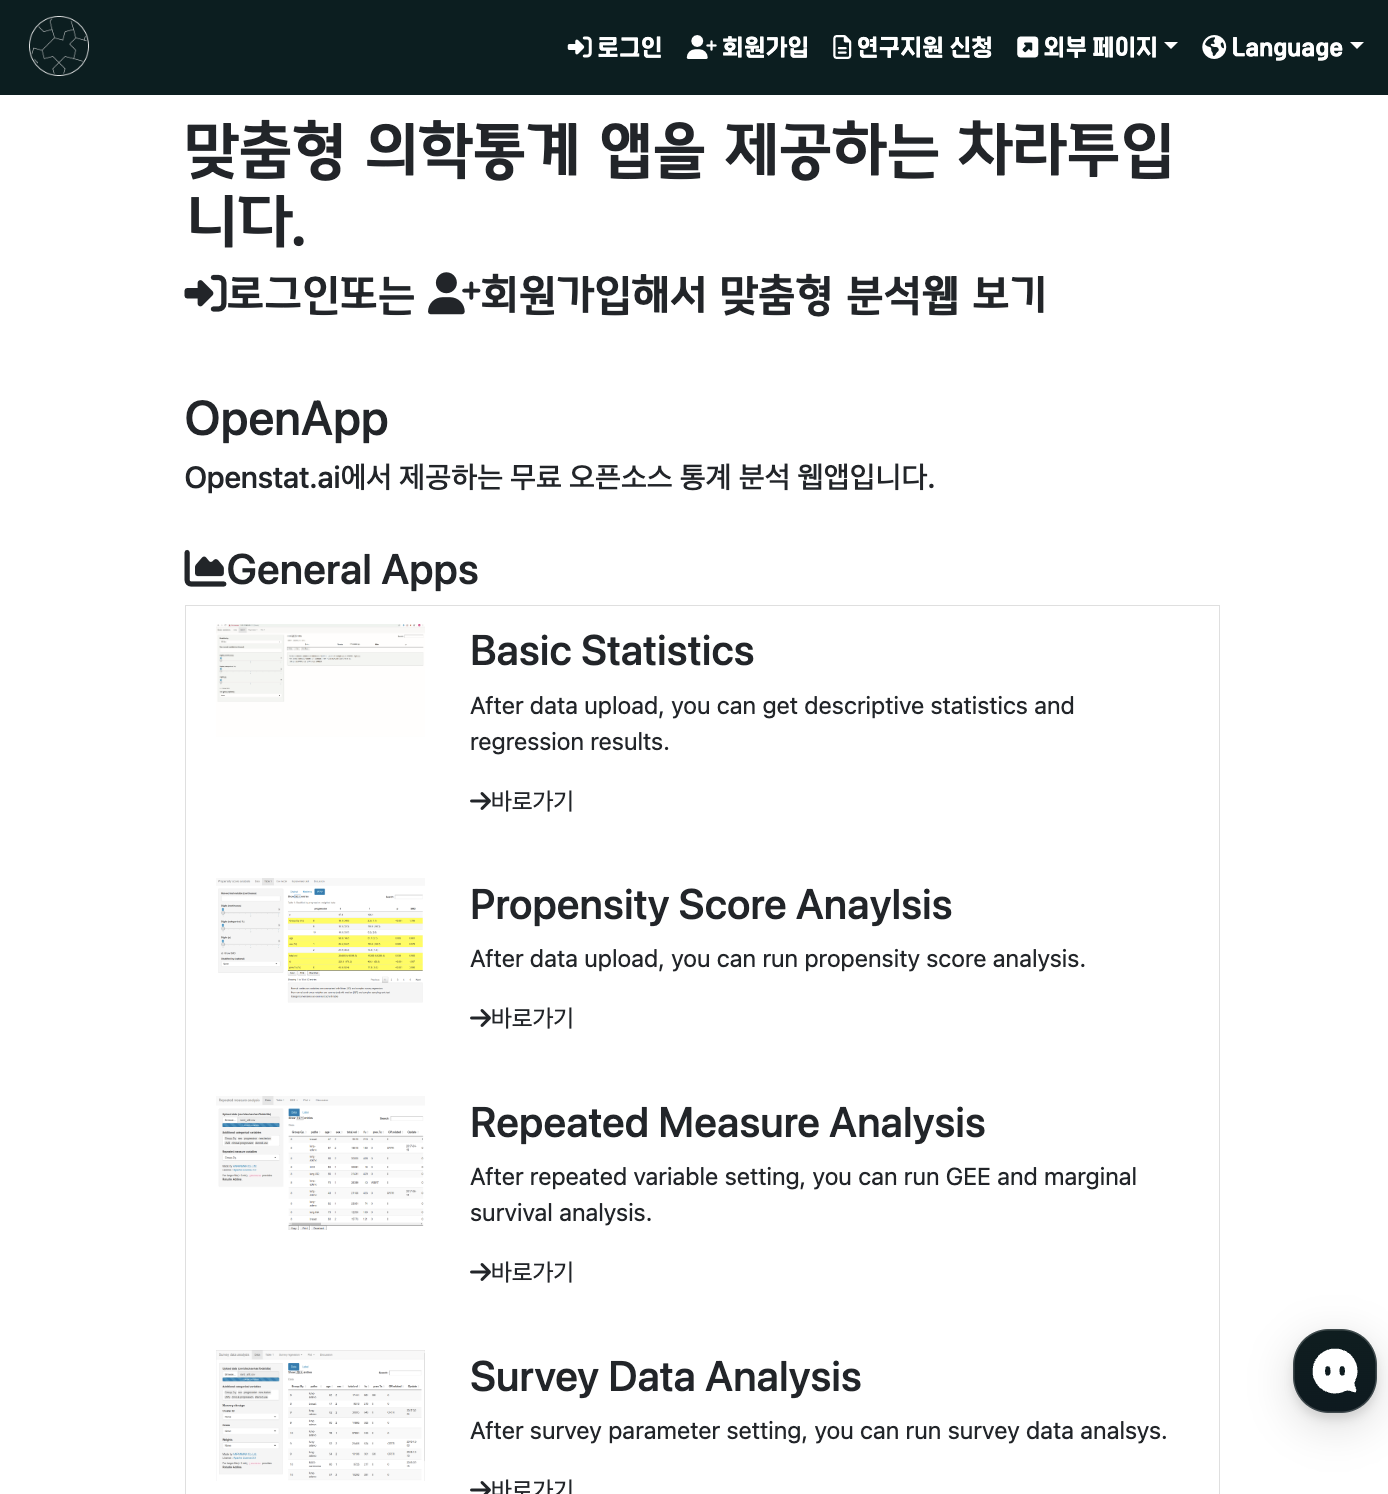 로그인 회원가입 연구지원 신청 외부 페이지 Language
맞춤형 의학통계 앱을 제공하는 차라투입
니다.
로그인또는 회원가입해서 맞춤형 분석웹 보기
OpenApp
Openstat.ai에서 제공하는 무료 오픈소스 통계 분석 웹앱입니다.
General Apps
Basic Statistics
After data upload, you can get descriptive statistics and
regression results.
바로가기
Propensity Score Anaylsis
After data upload, you can run propensity score analysis.
바로가기
Repeated Measure Analysis
After repeated variable setting, you can run GEE and marginal
survival analysis.
바로가기
Survey Data Analysis
After survey parameter setting, you can run survey data analsys.
바로가기